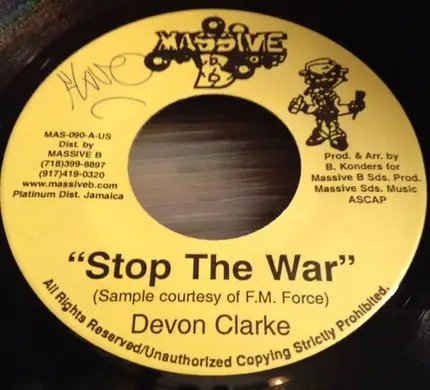 MASSIVE
B
MAS-090-A-US
Dist. by
MASSIVE B
(718)399-8897
(917)419-0320
www.massiveb.com
Platinum Dist. Jamaica
Prod. & Arr. by
B. Konders for
Massive B Sds. Prod.
Massive Sds. Music
ASCAP
"Stop The War"
(Sample courtesy of F.M. Force)
Devon Clarke
All Rights Reserved/Unauthorized Copying Strictly Prohibited.